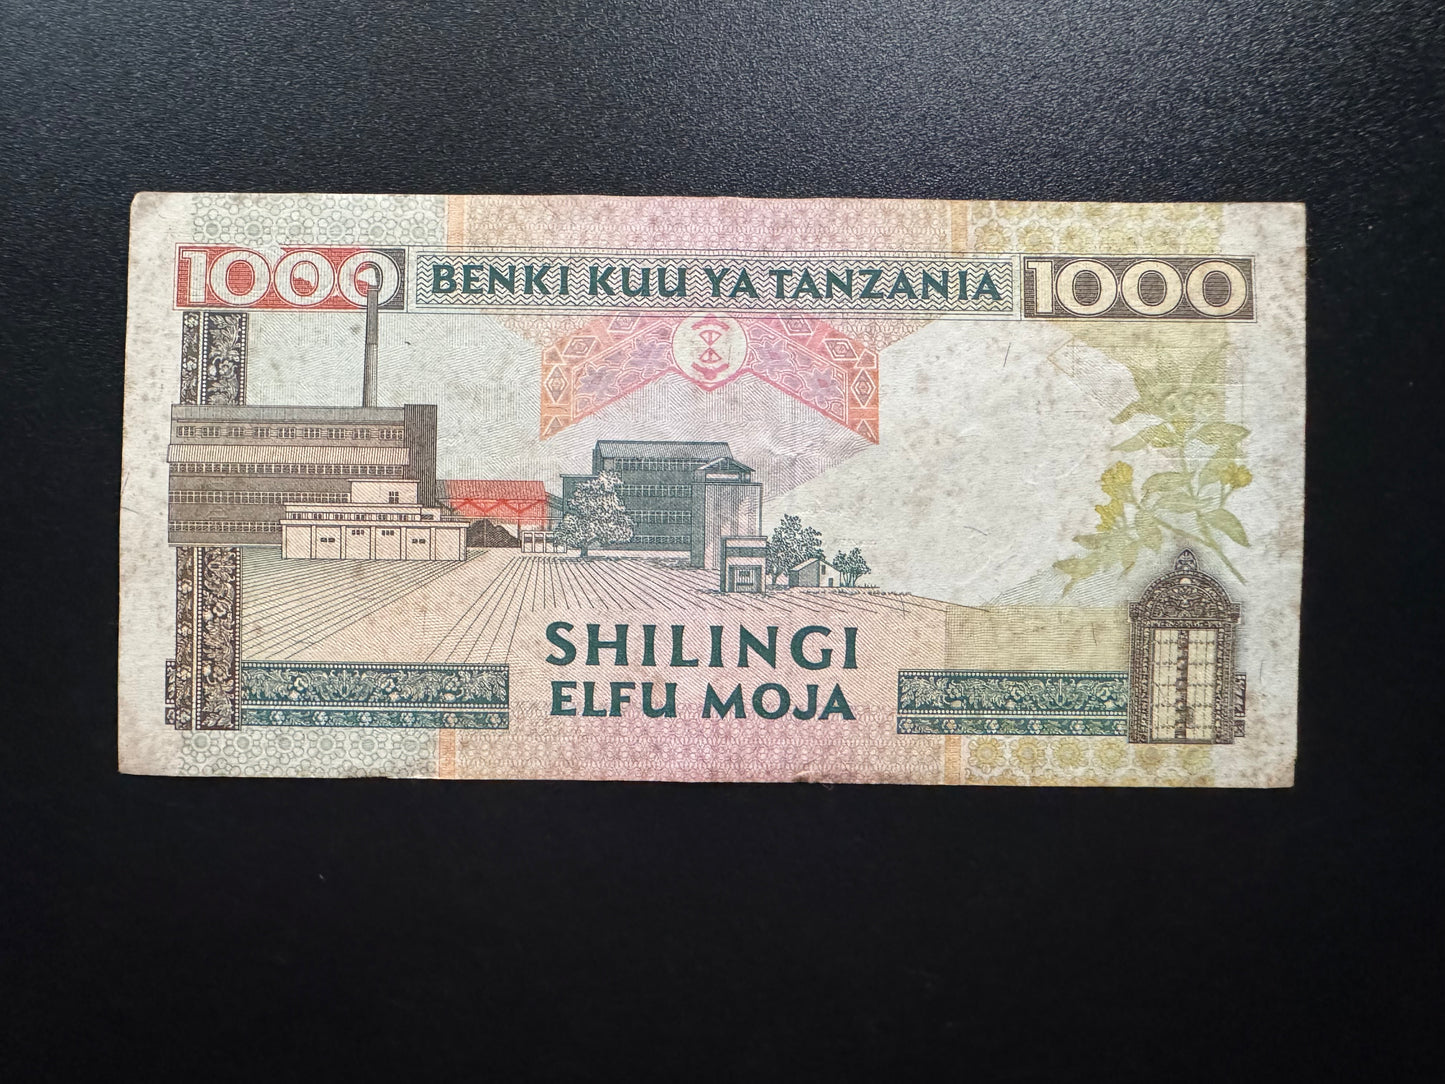 1000 BENKI KUU YA TANZANIA 1000
SHILINGI
ELFU MOJA